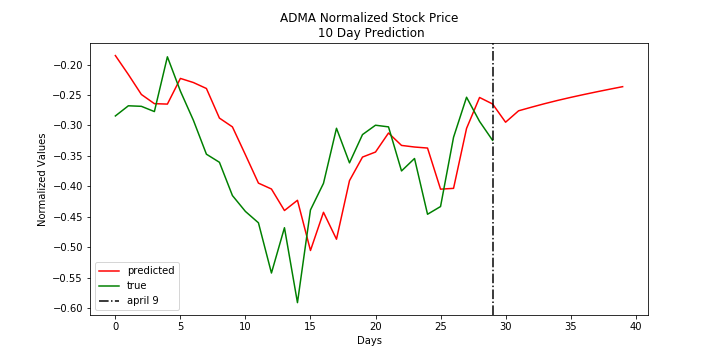 ADMA Normalized Stock Price
10 Day Prediction
Normalized Values
−0.20
−0.25
−0.30
−0.35
−0.40
−0.45
−0.50
−0.55
−0.60
predicted
true
april 9
0 5 10 15 20 25 30 35 40
Days